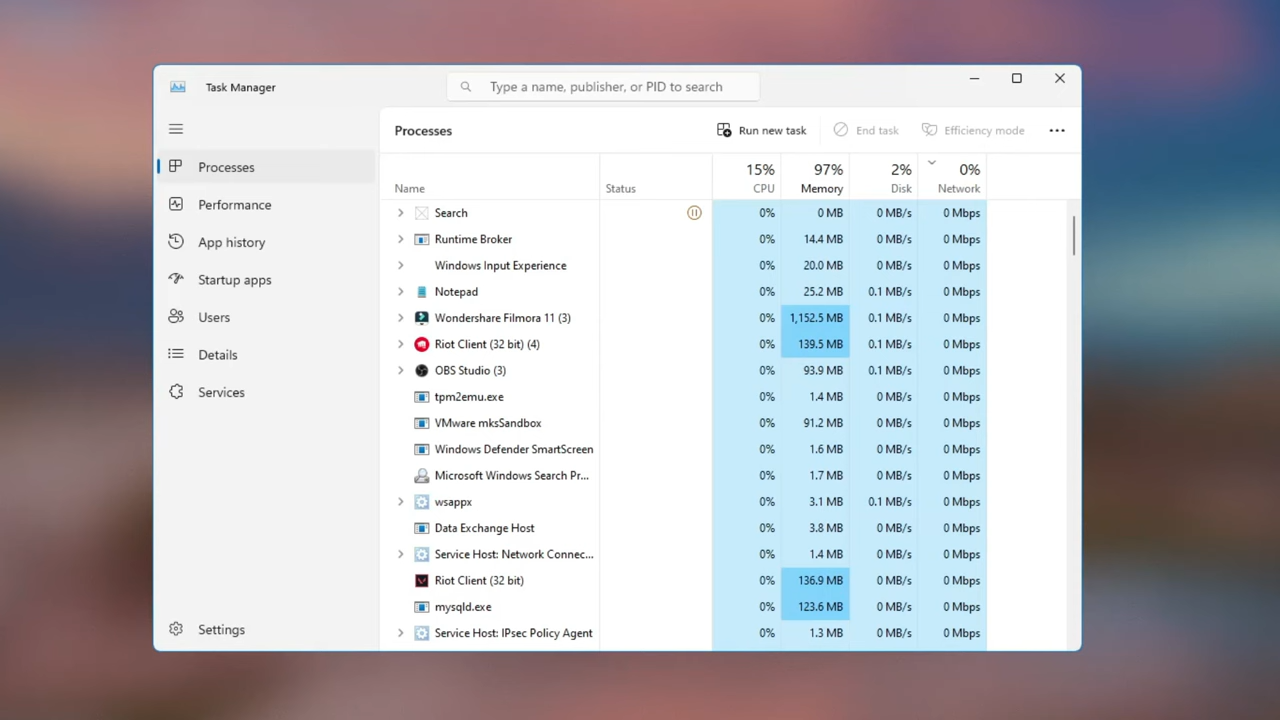 Task Manager
Type a name, publisher, or PID to search
Processes
Performance
App history
Startup apps
Users
Details
Services
Settings
Processes
Run new task
End task
Efficiency mode
15% 97% 2% 0%
Name Status CPU Memory Disk Network
Search 0% 0 MB 0 MB/s 0 Mbps
Runtime Broker 0% 14.4 MB 0 MB/s 0 Mbps
Windows Input Experience 0% 20.0 MB 0 MB/s 0 Mbps
Notepad 0% 25.2 MB 0.1 MB/s 0 Mbps
Wondershare Filmora 11 (3) 0% 1,152.5 MB 0.1 MB/s 0 Mbps
Riot Client (32 bit) (4) 0% 139.5 MB 0.1 MB/s 0 Mbps
OBS Studio (3) 0% 93.9 MB 0.1 MB/s 0 Mbps
tpm2emu.exe 0% 1.4 MB 0 MB/s 0 Mbps
VMware mksSandbox 0% 91.2 MB 0 MB/s 0 Mbps
Windows Defender SmartScreen 0% 1.6 MB 0 MB/s 0 Mbps
Microsoft Windows Search Pr... 0% 1.7 MB 0 MB/s 0 Mbps
wsappx 0% 3.1 MB 0.1 MB/s 0 Mbps
Data Exchange Host 0% 3.8 MB 0 MB/s 0 Mbps
Service Host: Network Connec... 0% 1.4 MB 0 MB/s 0 Mbps
Riot Client (32 bit) 0% 136.9 MB 0 MB/s 0 Mbps
mysqld.exe 0% 123.6 MB 0 MB/s 0 Mbps
Service Host: IPsec Policy Agent 0% 1.3 MB 0 MB/s 0 Mbps